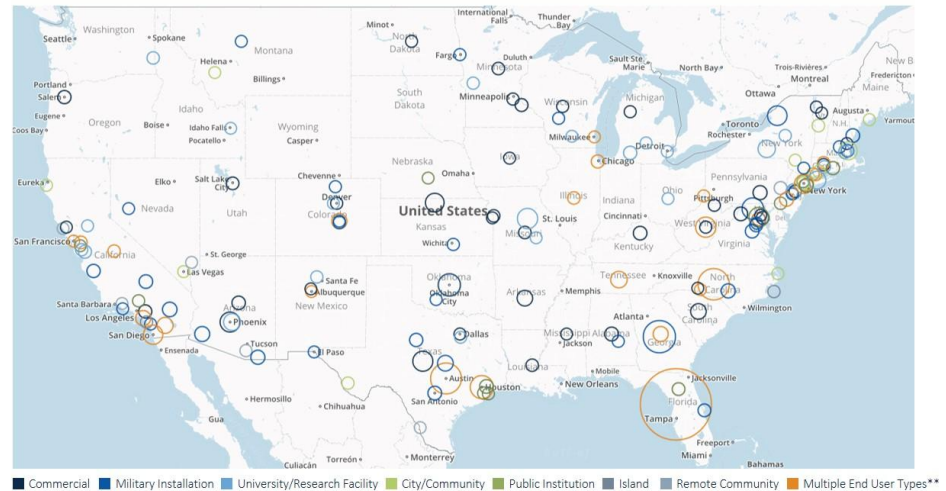 International Falls
Thunder Bay
Washington
Seattle
Spokane
Minot
North Dakota
Montana
Helena
Billings
Fargo
Duluth
Minnesota
Sault Ste. Marie
North Bay
Trois-Rivières
Montreal
New B
Fredericton
Ottawa
Maine
Portland
Salem
Eugene
Oregon
Coos Bay
Boise
Idaho
Idaho Falls
Pocatello
Wyoming
Casper
South Dakota
Minneapolis
Wisconsin
Michigan
Milwaukee
Toronto
Rochester
Augusta
Yarmout
N.H.
New York
Detroit
Chicago
Iowa
Nebraska
Omaha
Eureka
Elko
Salt Lake City
Nevada
Utah
Cheyenne
Denver
Colorado
United States
Kansas
Wichita
Missouri
St. Louis
Illinois
Indiana
Ohio
Cincinnati
Pennsylvania
Pittsburgh
New York
West Virginia
Virginia
Kentucky
San Francisco
California
St. George
Las Vegas
Santa Fe
Albuquerque
New Mexico
Oklahoma
Oklahoma City
Arkansas
Tennessee
Knoxville
Memphis
North Carolina
South Carolina
Wilmington
Santa Barbara
Los Angeles
San Diego
Arizona
Phoenix
Tucson
Ensenada
El Paso
Dallas
Texas
Mississippi
Jackson
Alabama
Atlanta
Georgia
Louisiana
Mobile
New Orleans
Jacksonville
Austin
Houston
San Antonio
Hermosillo
Chihuahua
Gua
Florida
Tampa
Freeport
Miami
Bahamas
Culiacán
Torreón
Monterrey
Commercial
Military Installation
University/Research Facility
City/Community
Public Institution
Island
Remote Community
Multiple End User Types**